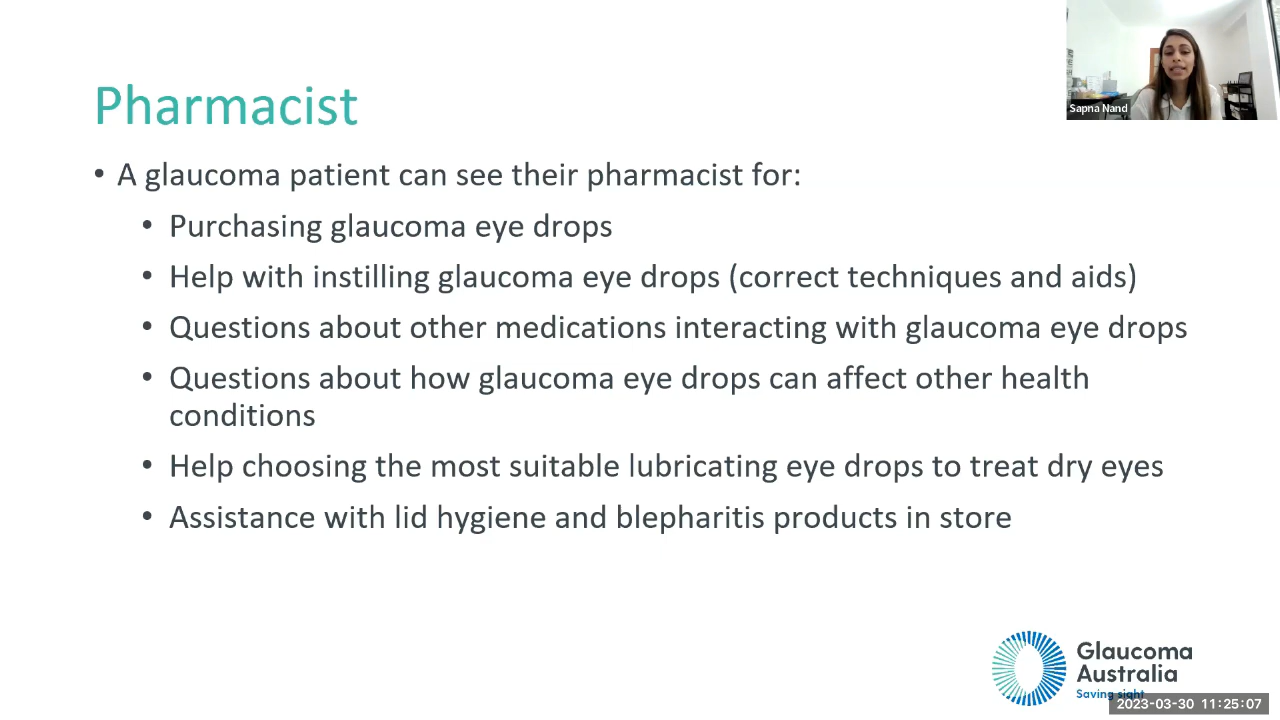 Pharmacist
Sapna Nand
• A glaucoma patient can see their pharmacist for:
• Purchasing glaucoma eye drops
• Help with instilling glaucoma eye drops (correct techniques and aids)
• Questions about other medications interacting with glaucoma eye drops
• Questions about how glaucoma eye drops can affect other health
conditions
• Help choosing the most suitable lubricating eye drops to treat dry eyes
• Assistance with lid hygiene and blepharitis products in store
Glaucoma
Australia
Saving sight
2023-03-30 11:25:07